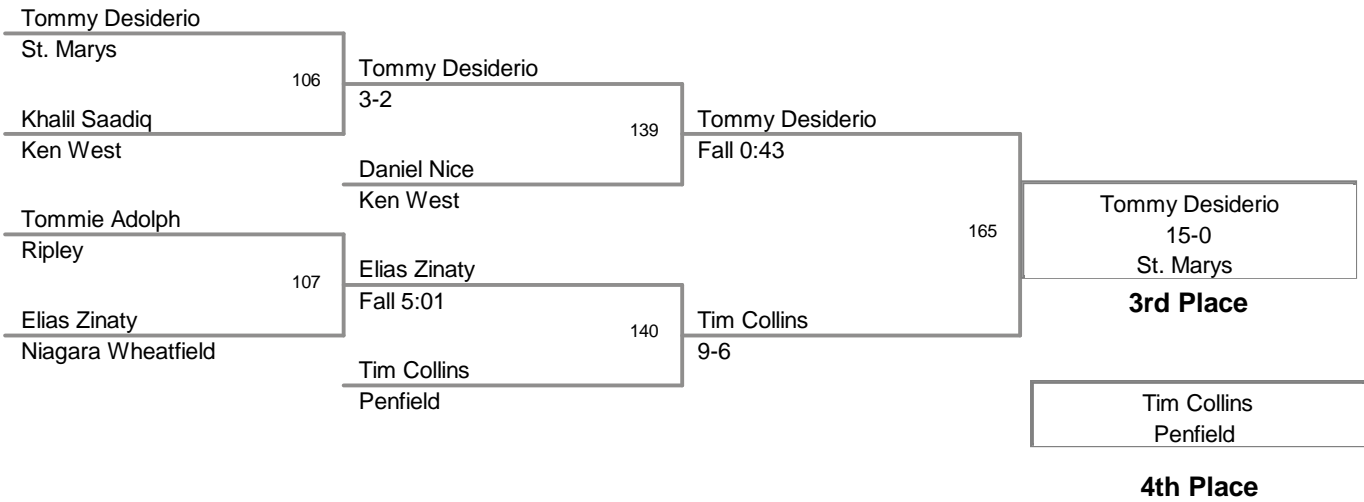 Tommy Desiderio
St. Marys
106
Khalil Saadiq
Ken West
Tommie Adolph
Ripley
107
Elias Zinaty
Niagara Wheatfield
Tommy Desiderio
3-2
139
Daniel Nice
Ken West
Elias Zinaty
Fall 5:01
140
Tim Collins
Penfield
Tommy Desiderio
Fall 0:43
165
Tim Collins
9-6
Tommy Desiderio
15-0
St. Marys
3rd Place
Tim Collins
Penfield
4th Place